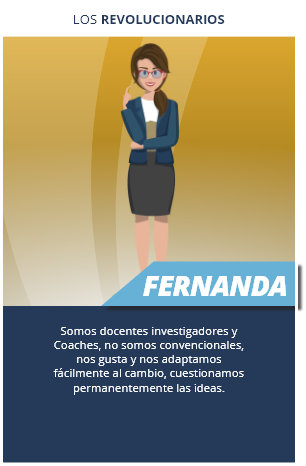 LOS REVOLUCIONARIOS
FERNANDA
Somos docentes investigadores y
Coaches, no somos convencionales,
nos gusta y nos adaptamos
fácilmente al cambio, cuestionamos
permanentemente las ideas.